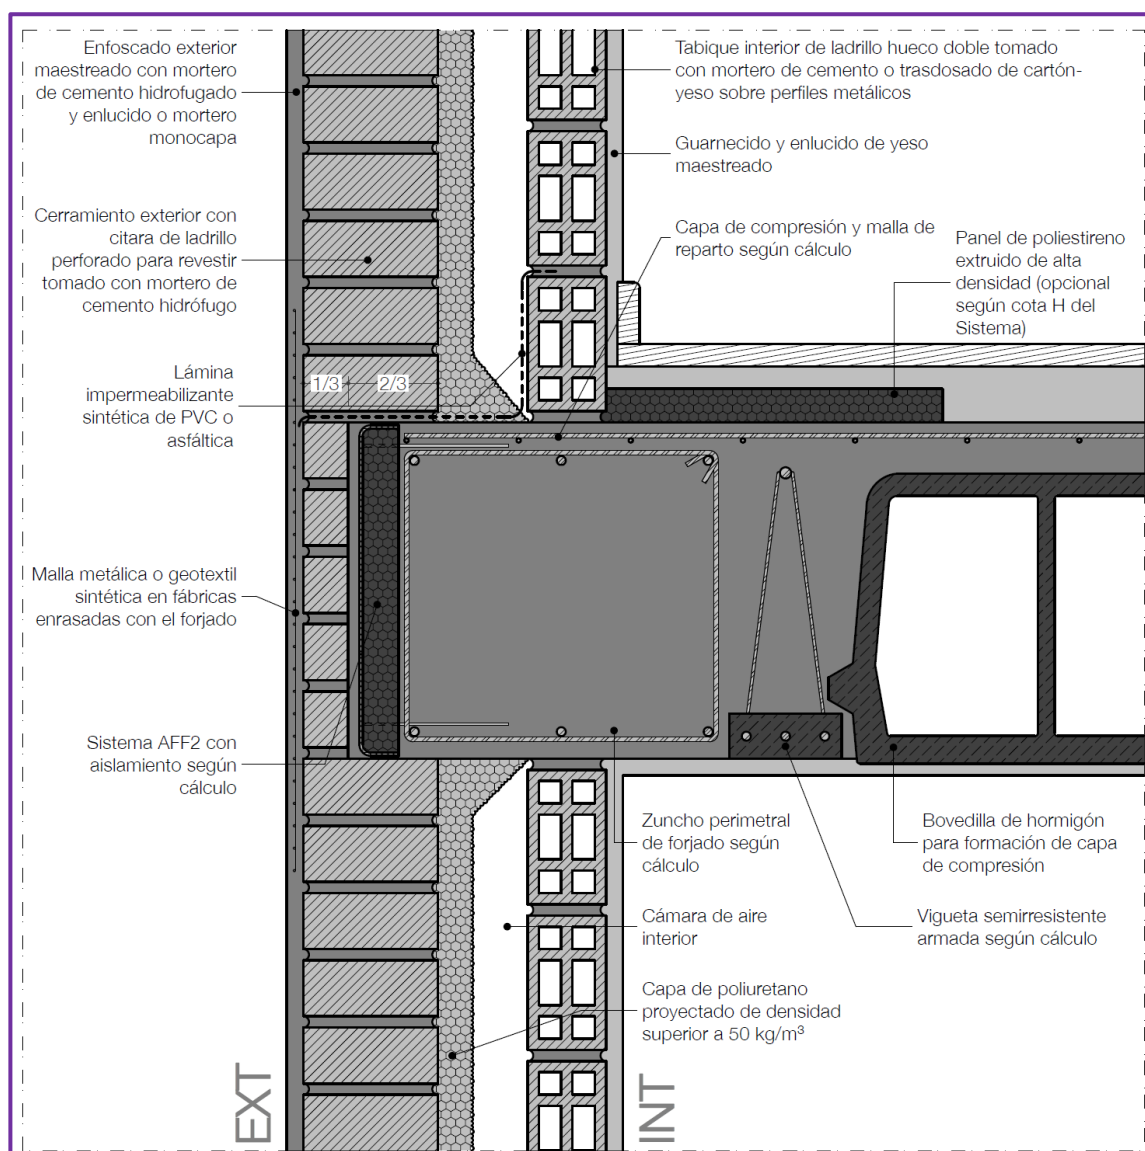 Enfoscado exterior
maestreado con mortero
de cemento hidrofugado
y enlucido o mortero
monocapa
Tabique interior de ladrillo hueco doble tomado
con mortero de cemento o trasdosado de cartón-
yeso sobre perfiles metálicos
Guarnecido y enlucido de yeso
maestreado
Cerramiento exterior con
citara de ladrillo
perforado para revestir
tomado con mortero de
cemento hidrófugo
Capa de compresión y malla de
reparto según cálculo
Panel de poliestireno
extruido de alta
densidad (opcional
según cota H del
Sistema)
Lámina
impermeabilizante
sintética de PVC o
asfáltica
1/3
2/3
Malla metálica o geotextil
sintética en fábricas
enrasadas con el forjado
Sistema AFF2 con
aislamiento según
cálculo
Zuncho perimetral
de forjado según
cálculo
Bovedilla de hormigón
para formación de capa
de compresión
Cámara de aire
interior
Vigueta semirresistente
armada según cálculo
Capa de poliuretano
proyectado de densidad
superior a 50 kg/m³
EXT
INT